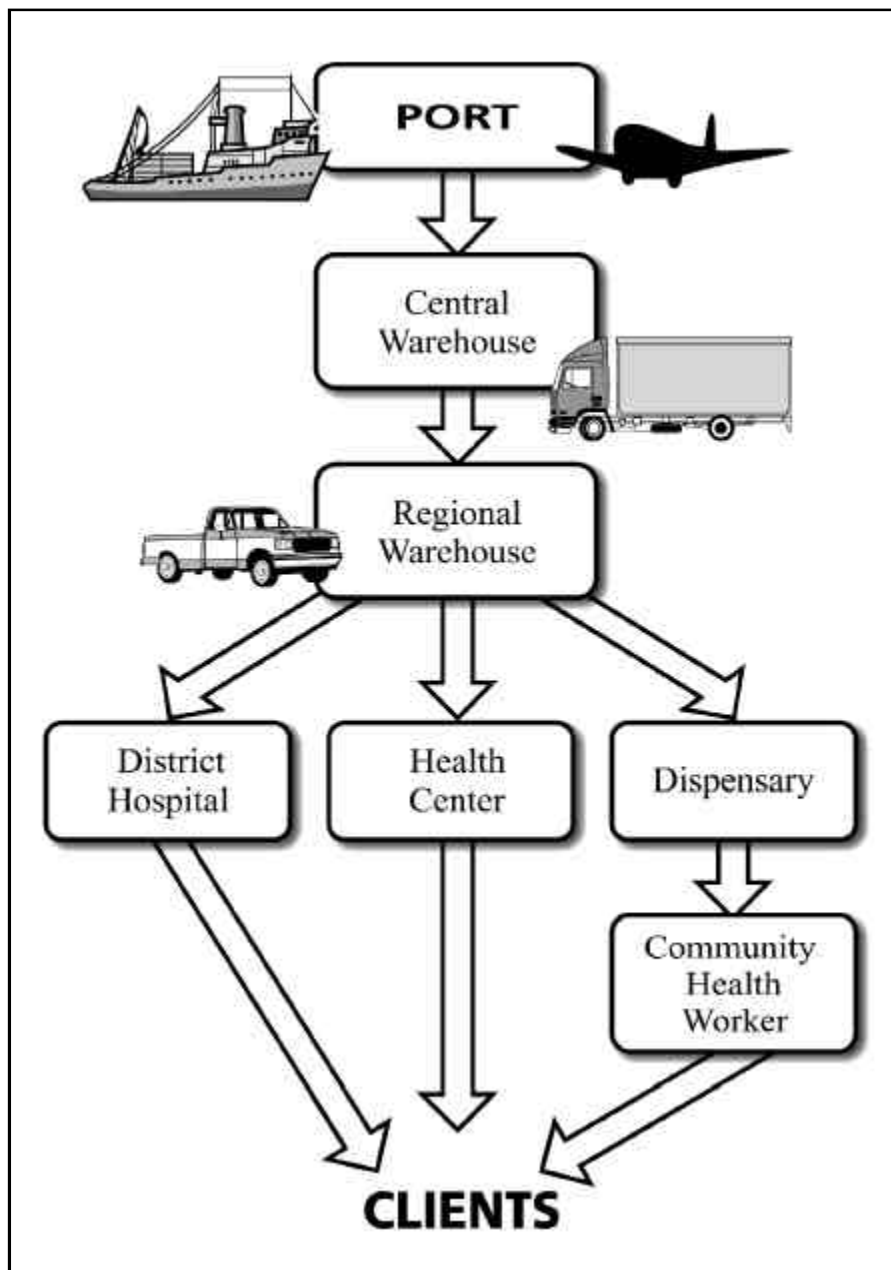 PORT
Central
Warehouse
Regional
Warehouse
District
Hospital
Health
Center
Dispensary
Community
Health
Worker
CLIENTS